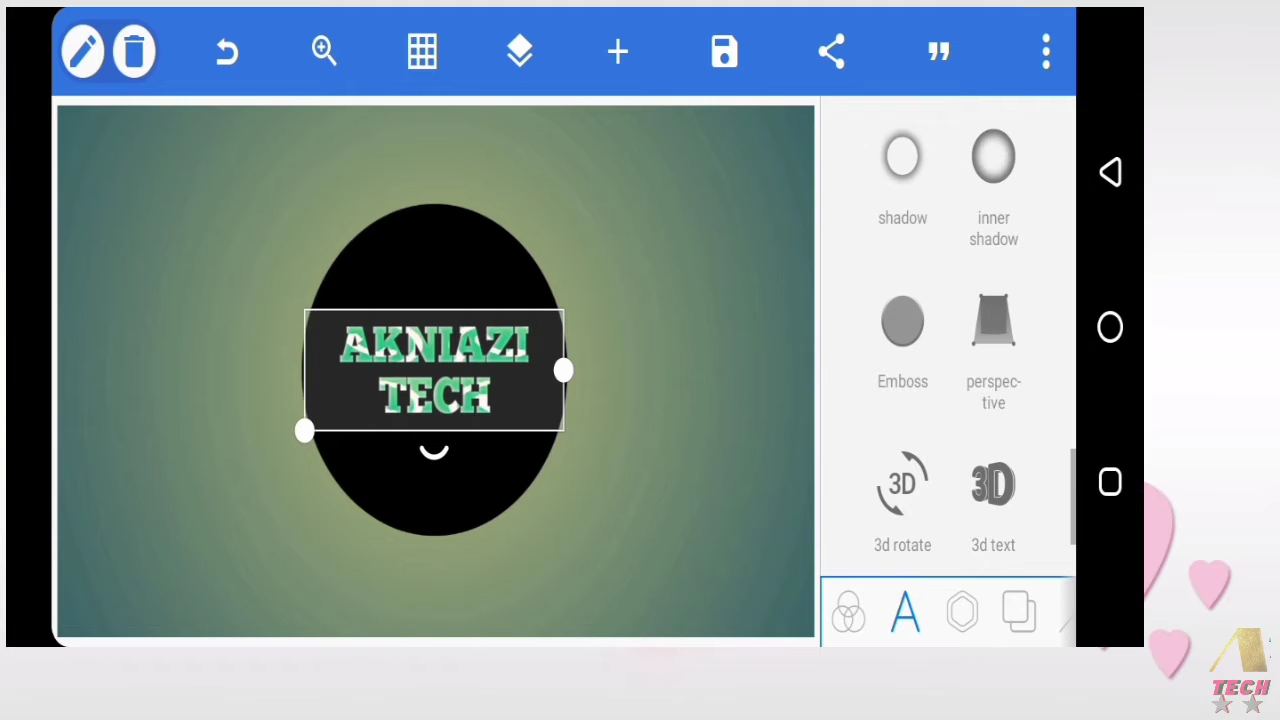 shadow
inner
shadow
AKNIAZI
TECH
Emboss
perspec-
tive
3D
3D
3d rotate
3d text
A
A
TECH